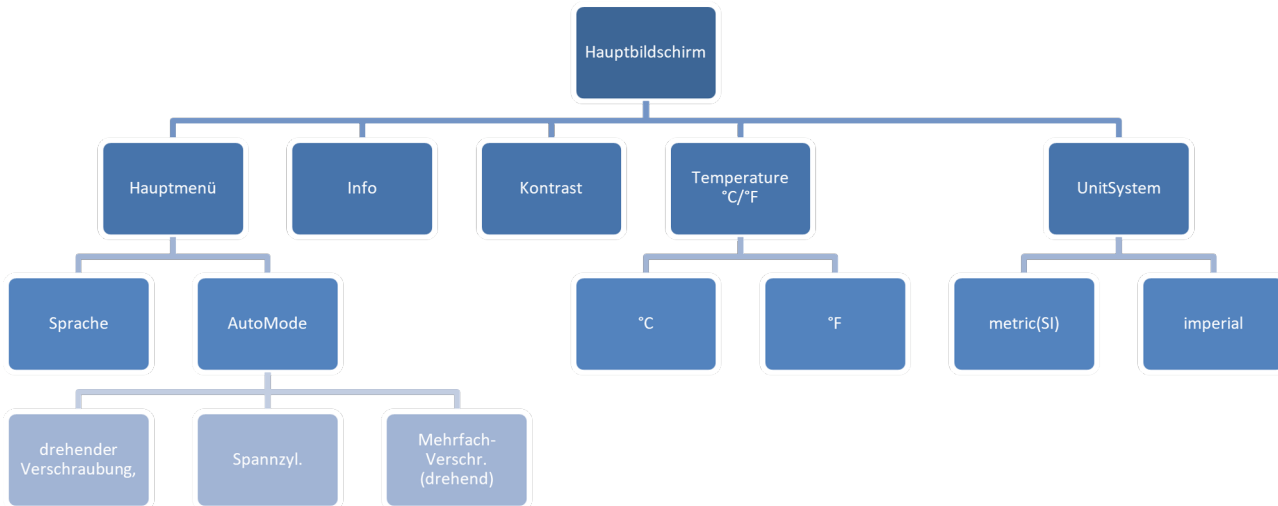 Hauptbildschirm
Hauptmenü
Info
Kontrast
Temperature
°C/°F
UnitSystem
Sprache
AutoMode
°C
°F
metric(SI)
imperial
drehender
Verschraubung,
Spannzyl.
Mehrfach-
Verschr.
(drehend)